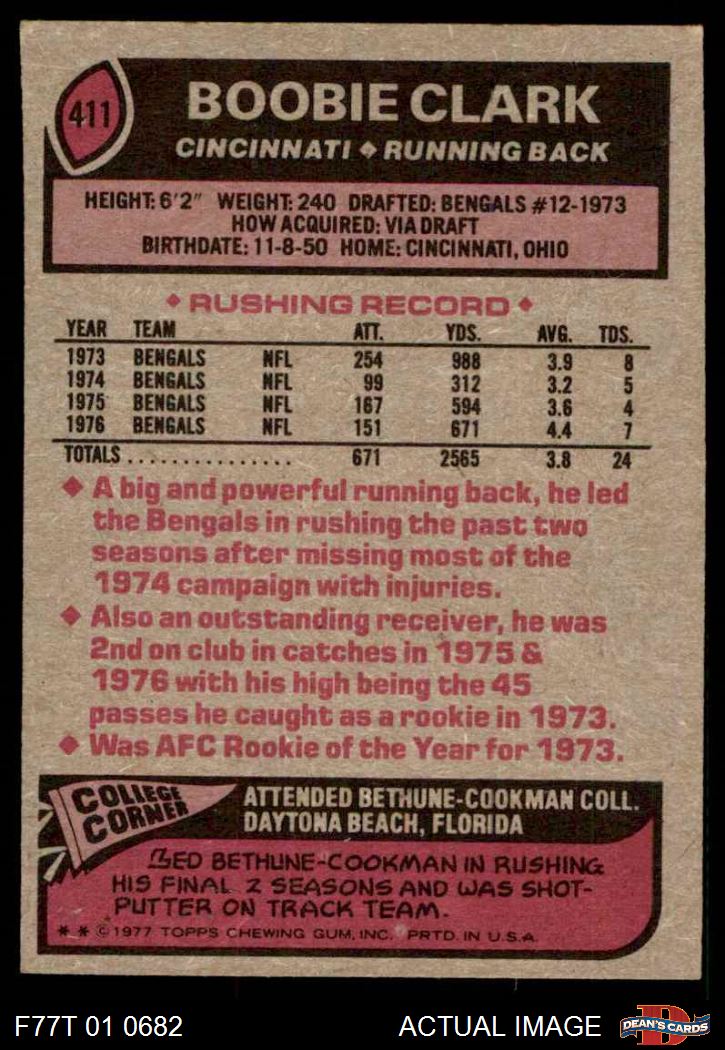 411
BOOBIE CLARK
CINCINNATI ◆ RUNNING BACK
HEIGHT: 6'2" WEIGHT: 240 DRAFTED: BENGALS #12-1973
HOW ACQUIRED: VIA DRAFT
BIRTHDATE: 11-8-50 HOME: CINCINNATI, OHIO
◆ RUSHING RECORD ◆
YEAR TEAM ATT. YDS. AVG. TDS.
1973 BENGALS NFL 254 988 3.9 8
1974 BENGALS NFL 99 312 3.2 5
1975 BENGALS NFL 167 594 3.6 4
1976 BENGALS NFL 151 671 4.4 7
TOTALS . . . . . . . . . . . . . . . 671 2565 3.8 24
◆ A big and powerful running back, he led
the Bengals in rushing the past two
seasons after missing most of the
1974 campaign with injuries.
◆ Also an outstanding receiver, he was
2nd on club in catches in 1975 &
1976 with his high being the 45
passes he caught as a rookie in 1973.
◆ Was AFC Rookie of the Year for 1973.
COLLEGE
CORNER
ATTENDED BETHUNE-COOKMAN COLL.
DAYTONA BEACH, FLORIDA
LED BETHUNE-COOKMAN IN RUSHING
HIS FINAL 2 SEASONS AND WAS SHOT-
PUTTER ON TRACK TEAM.
* * © 1977 TOPPS CHEWING GUM, INC. PRTD. IN U.S.A.
F77T 01 0682 ACTUAL IMAGE
D
DEAN'S CARDS